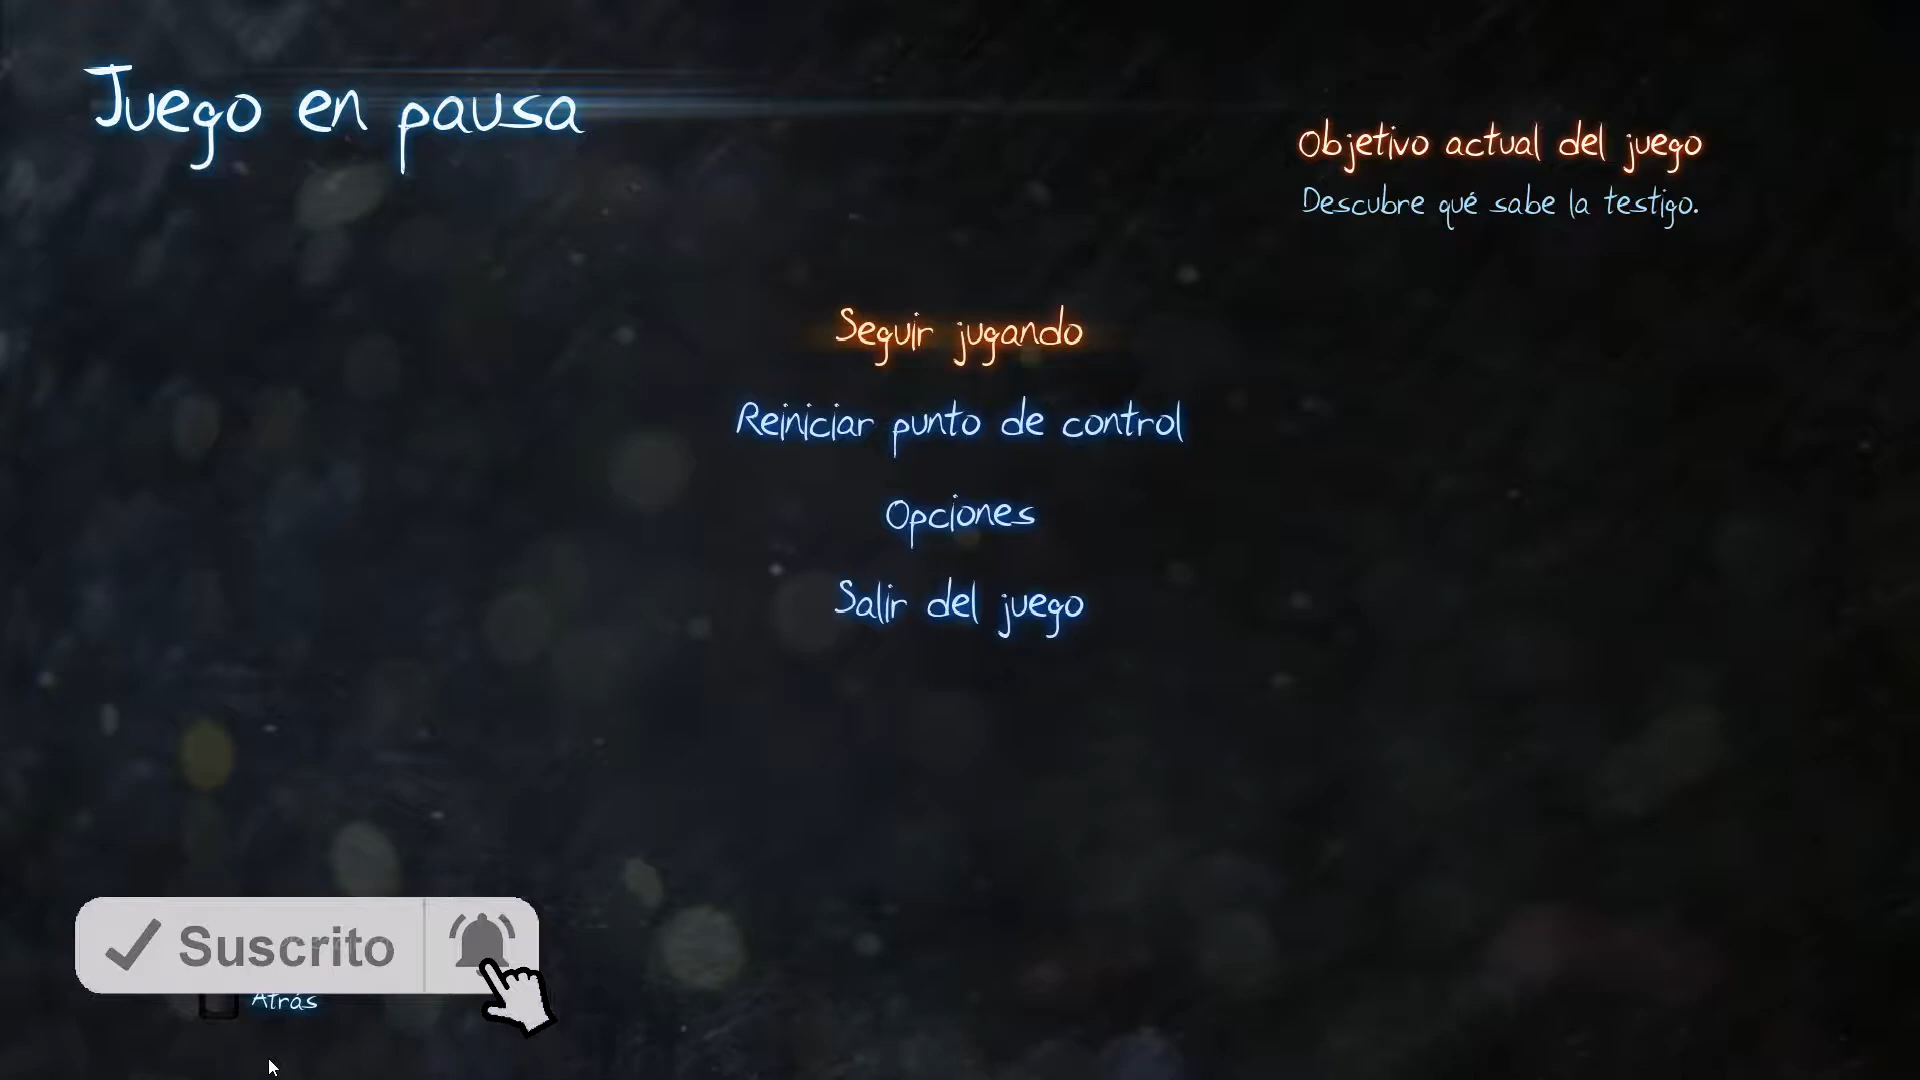 Juego en pausa
Objetivo actual del juego
Descubre qué sabe la testigo.
Seguir jugando
Reiniciar punto de control
Opciones
Salir del juego
Suscrito
Atrás